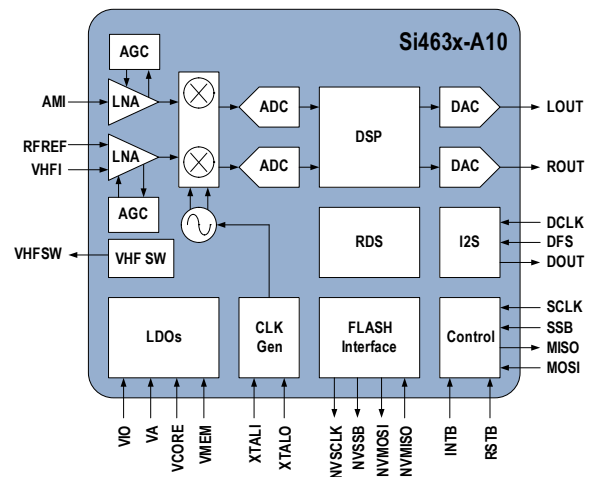 Si463x-A10
AGC
AMI
LNA
ADC
DSP
DAC
LOUT
RFREF
VHFI
LNA
ADC
DAC
ROUT
AGC
VHFSW
VHF SW
RDS
I2S
DCLK
DFS
DOUT
LDOs
CLK
Gen
FLASH
Interface
Control
SCLK
SSB
MISO
MOSI
VIO
VA
VCORE
VMEM
XTALI
XTALO
NVSCLK
NVSSB
NVMOSI
NVMISO
INTB
RSTB